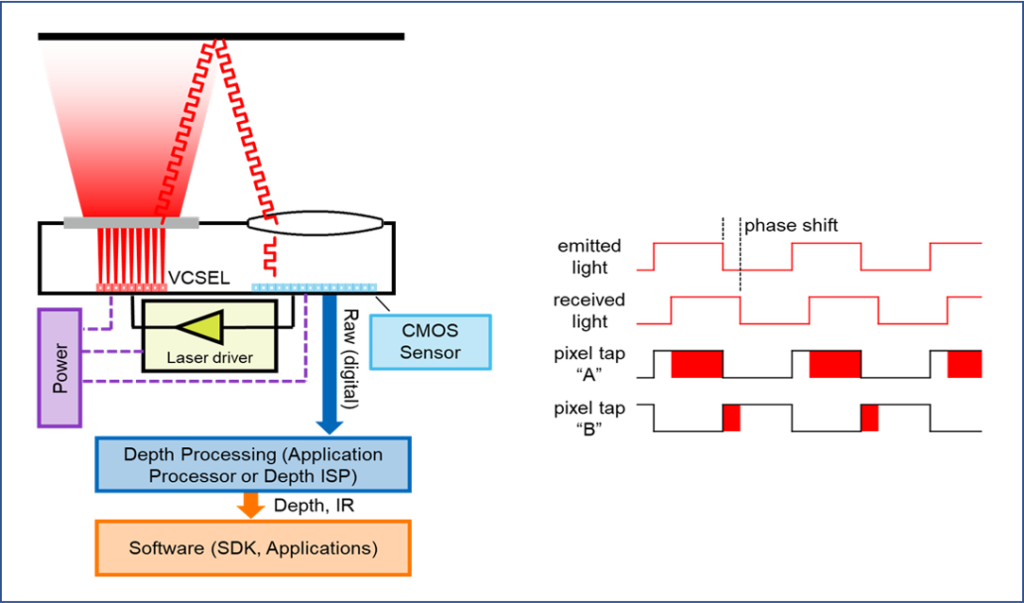 VCSEL
Laser driver
Power
CMOS
Sensor
Raw (digital)
Depth Processing (Application
Processor or Depth ISP)
Depth, IR
Software (SDK, Applications)
phase shift
emitted
light
received
light
pixel tap
“A”
pixel tap
“B”